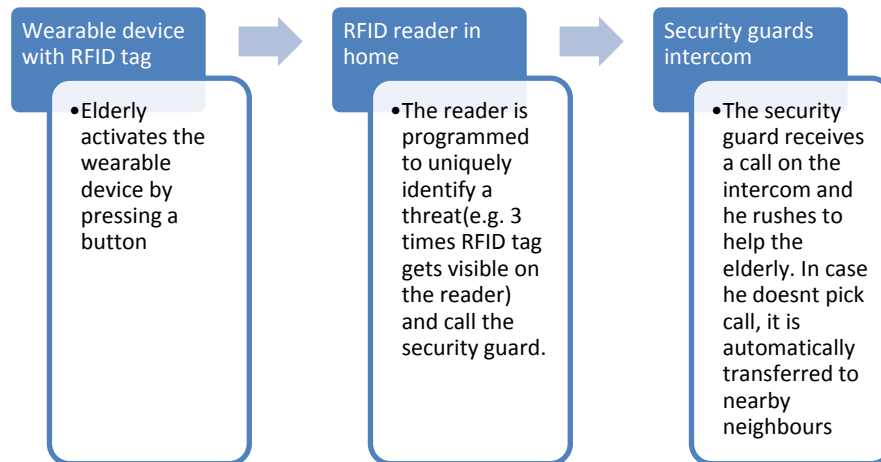 Wearable device
with RFID tag
•Elderly
activates the
wearable
device by
pressing a
button
RFID reader in
home
•The reader is
programmed
to uniquely
identify a
threat(e.g. 3
times RFID tag
gets visible on
the reader)
and call the
security guard.
Security guards
intercom
•The security
guard receives
a call on the
intercom and
he rushes to
help the
elderly. In case
he doesnt pick
call, it is
automatically
transferred to
nearby
neighbours